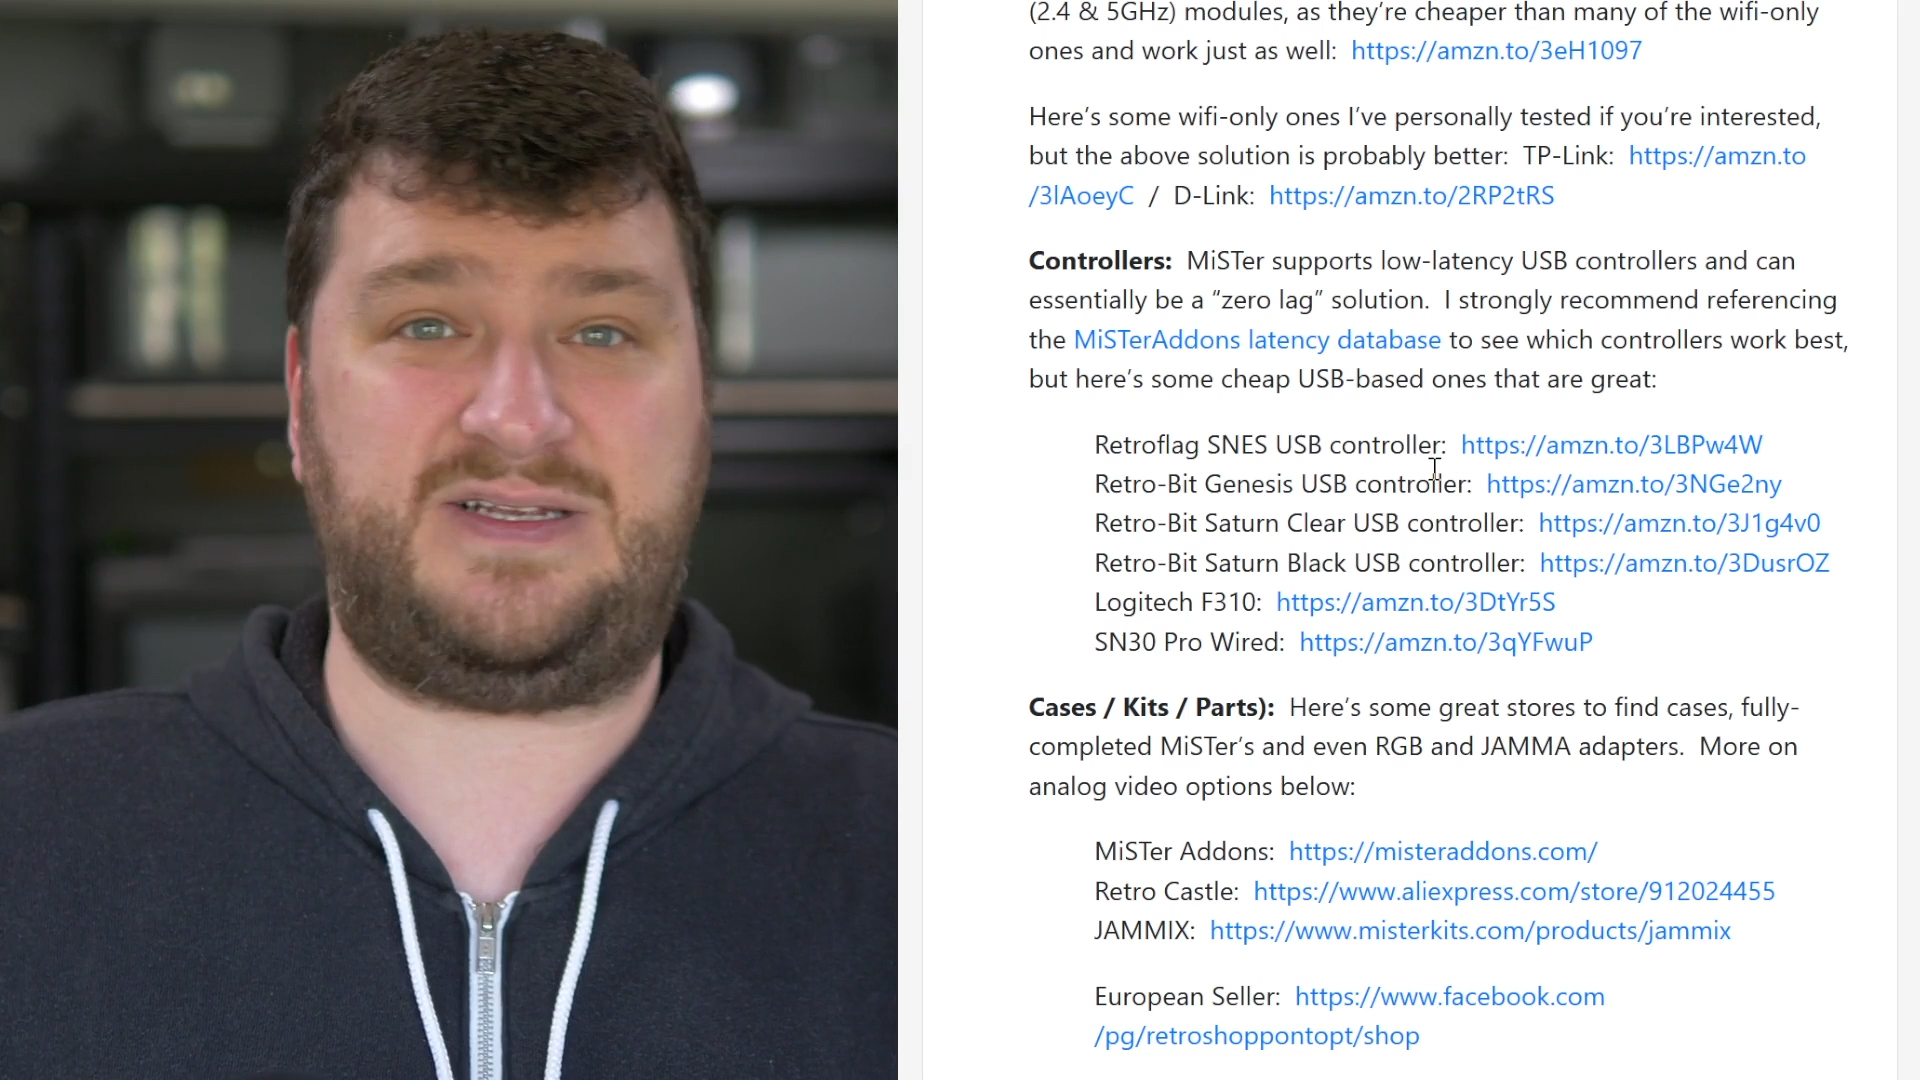 (2.4 & 5GHz) modules, as they’re cheaper than many of the wifi-only
ones and work just as well:  https://amzn.to/3eH1097
Here’s some wifi-only ones I’ve personally tested if you’re interested,
but the above solution is probably better:  TP-Link:  https://amzn.to
/3lAoeyC  /  D-Link:  https://amzn.to/2RP2tRS
Controllers:  MiSTer supports low-latency USB controllers and can
essentially be a “zero lag” solution.  I strongly recommend referencing
the MiSTerAddons latency database to see which controllers work best,
but here’s some cheap USB-based ones that are great:
Retroflag SNES USB controller:  https://amzn.to/3LBPw4W
Retro-Bit Genesis USB controller:  https://amzn.to/3NGe2ny
Retro-Bit Saturn Clear USB controller:  https://amzn.to/3J1g4v0
Retro-Bit Saturn Black USB controller:  https://amzn.to/3DusrOZ
Logitech F310:  https://amzn.to/3DtYr5S
SN30 Pro Wired:  https://amzn.to/3qYFwuP
Cases / Kits / Parts):  Here’s some great stores to find cases, fully-
completed MiSTer’s and even RGB and JAMMA adapters.  More on
analog video options below:
MiSTer Addons:  https://misteraddons.com/
Retro Castle:  https://www.aliexpress.com/store/912024455
JAMMIX:  https://www.misterkits.com/products/jammix
European Seller:  https://www.facebook.com
/pg/retroshoppontopt/shop